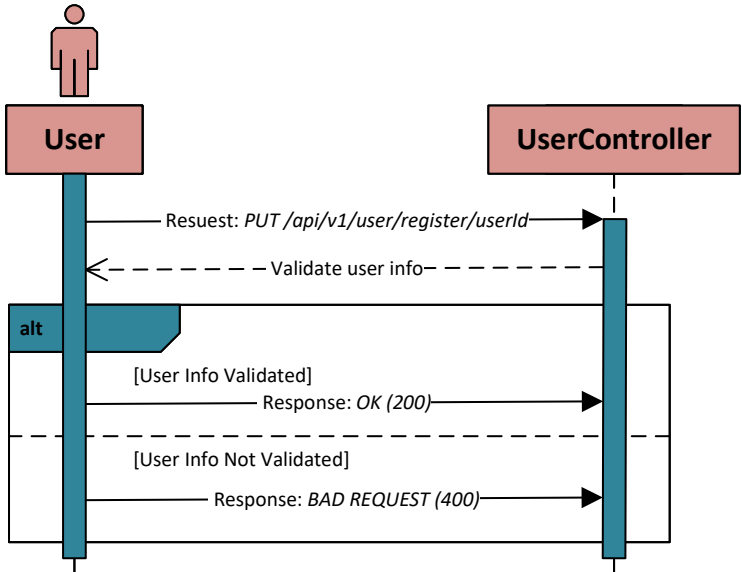 User
UserController
Resuest: PUT /api/v1/user/register/userId
Validate user info
alt
[User Info Validated]
Response: OK (200)
[User Info Not Validated]
Response: BAD REQUEST (400)